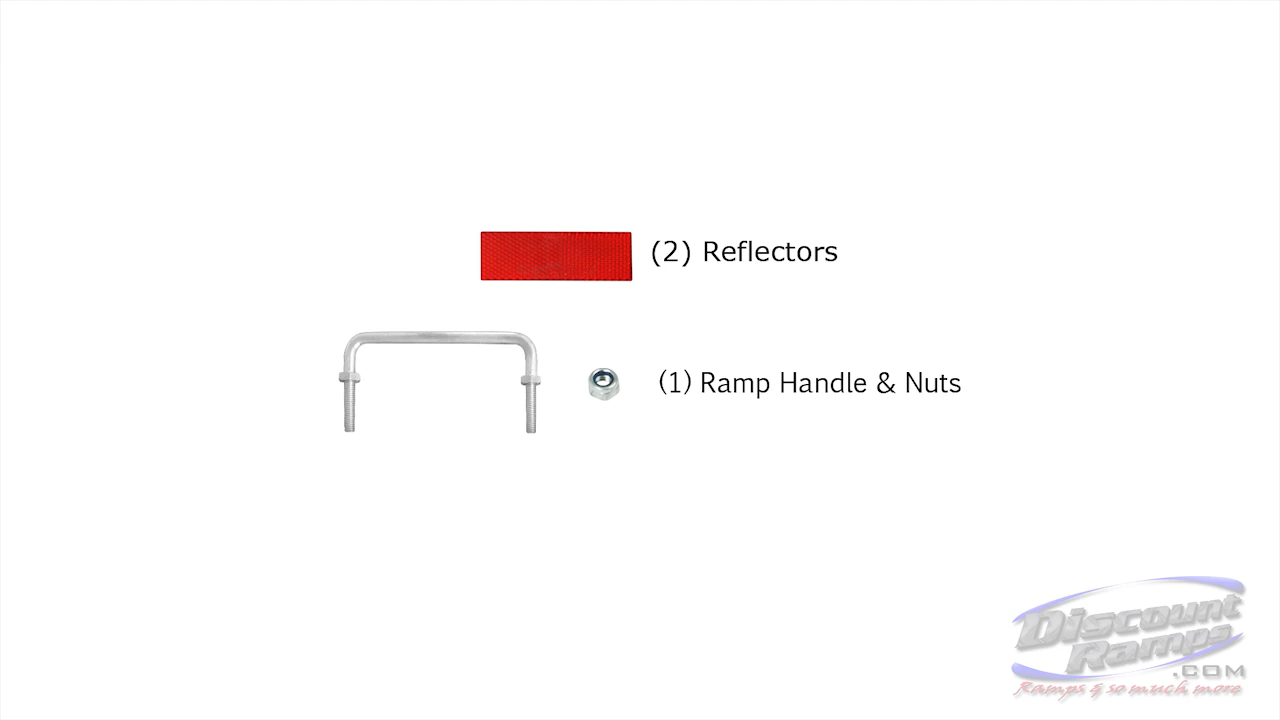 (2) Reflectors
(1) Ramp Handle & Nuts
Discount
Ramps
.COM
Ramps & so much more